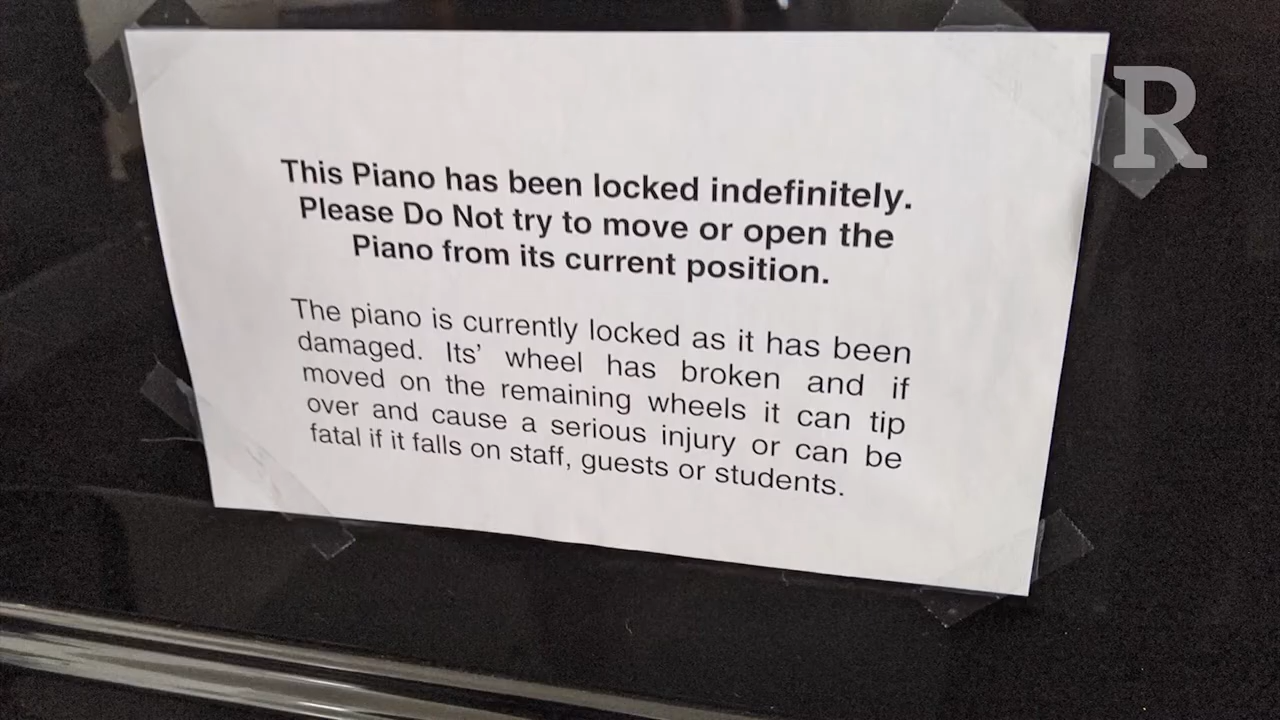 R
This Piano has been locked indefinitely.
Please Do Not try to move or open the
Piano from its current position.
The piano is currently locked as it has been
damaged. Its’ wheel has broken and if
moved on the remaining wheels it can tip
over and cause a serious injury or can be
fatal if it falls on staff, guests or students.